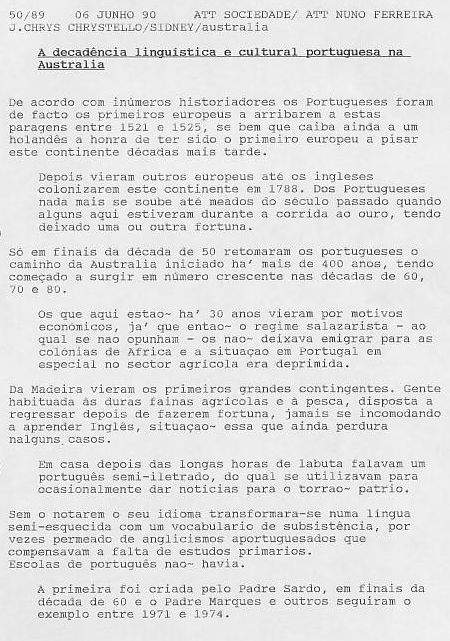 50/89 06 JUNHO 90 ATT SOCIEDADE/ ATT NUNO FERREIRA
J.CHRYS CHRYSTELLO/SIDNEY/australia
A decadência linguistica e cultural portuguesa na
Australia
De acordo com inúmeros historiadores os Portugueses foram
de facto os primeiros europeus a arribarem a estas
paragens entre 1521 e 1525, se bem que caiba ainda a um
holandês a honra de ter sido o primeiro europeu a pisar
este continente décadas mais tarde.
Depois vieram outros europeus até os ingleses
colonizarem este continente em 1788. Dos Portugueses
nada mais se soube até meados do século passado quando
alguns aqui estiveram durante a corrida ao ouro, tendo
deixado uma ou outra fortuna.
Só em finais da década de 50 retomaram os portugueses o
caminho da Australia iniciado ha' mais de 400 anos, tendo
começado a surgir em número crescente nas décadas de 60,
70 e 80.
Os que aqui estao~ ha' 30 anos vieram por motivos
económicos, ja' que entao~ o regime salazarista - ao
qual se nao opunham - os nao~ deixava emigrar para as
colónias de Africa e a situaçao em Portugal em
especial no sector agrícola era deprimida.
Da Madeira vieram os primeiros grandes contingentes. Gente
habituada às duras fainas agrícolas e à pesca, disposta a
regressar depois de fazerem fortuna, jamais se incomodando
a aprender Inglês, situaçao~ essa que ainda perdura
nalguns casos.
Em casa depois das longas horas de labuta falavam um
português semi-iletrado, do qual se utilizavam para
ocasionalmente dar notícias para o torrao~ patrio.
Sem o notarem o seu idioma transformara-se numa língua
semi-esquecida com um vocabulario de subsistência, por
vezes permeado de anglicismos aportuguesados que
compensavam a falta de estudos primarios.
Escolas de português nao~ havia.
A primeira foi criada pelo Padre Sardo, em finais da
década de 60 e o Padre Marques e outros seguiram o
exemplo entre 1971 e 1974.